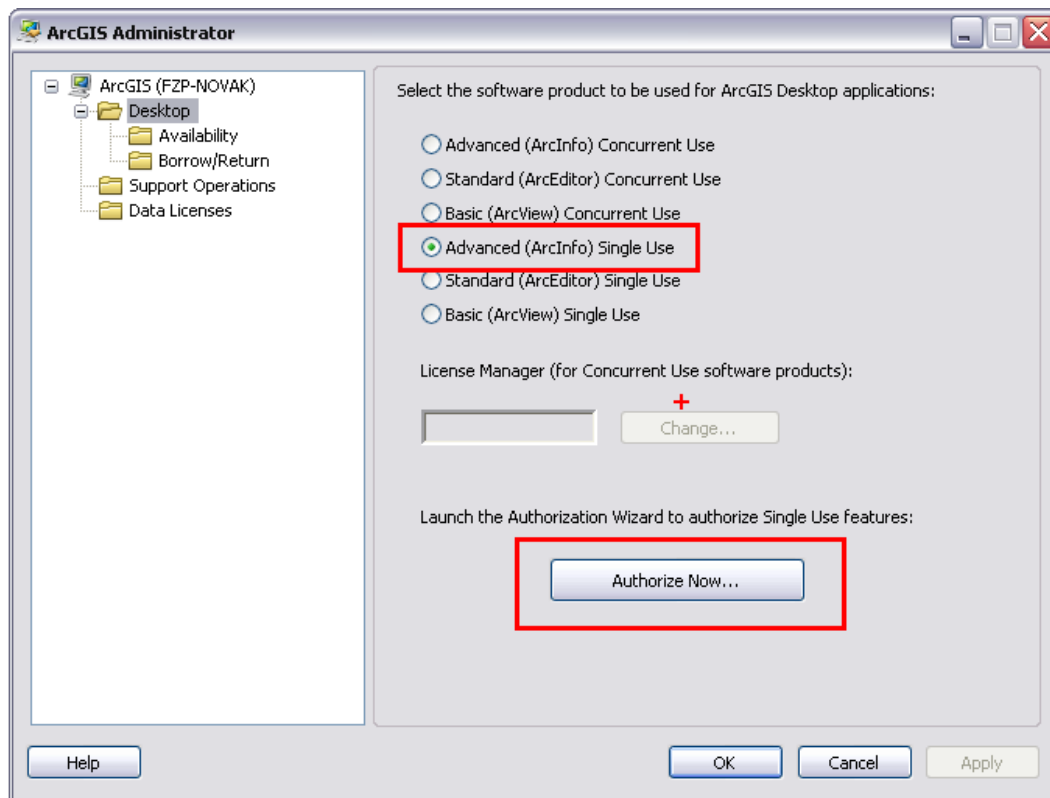 ArcGIS Administrator
ArcGIS (FZP-NOVAK)
Desktop
Availability
Borrow/Return
Support Operations
Data Licenses
Select the software product to be used for ArcGIS Desktop applications:
Advanced (ArcInfo) Concurrent Use
Standard (ArcEditor) Concurrent Use
Basic (ArcView) Concurrent Use
Advanced (ArcInfo) Single Use
Standard (ArcEditor) Single Use
Basic (ArcView) Single Use
License Manager (for Concurrent Use software products):
+
Change...
Launch the Authorization Wizard to authorize Single Use features:
Authorize Now...
Help
OK
Cancel
Apply